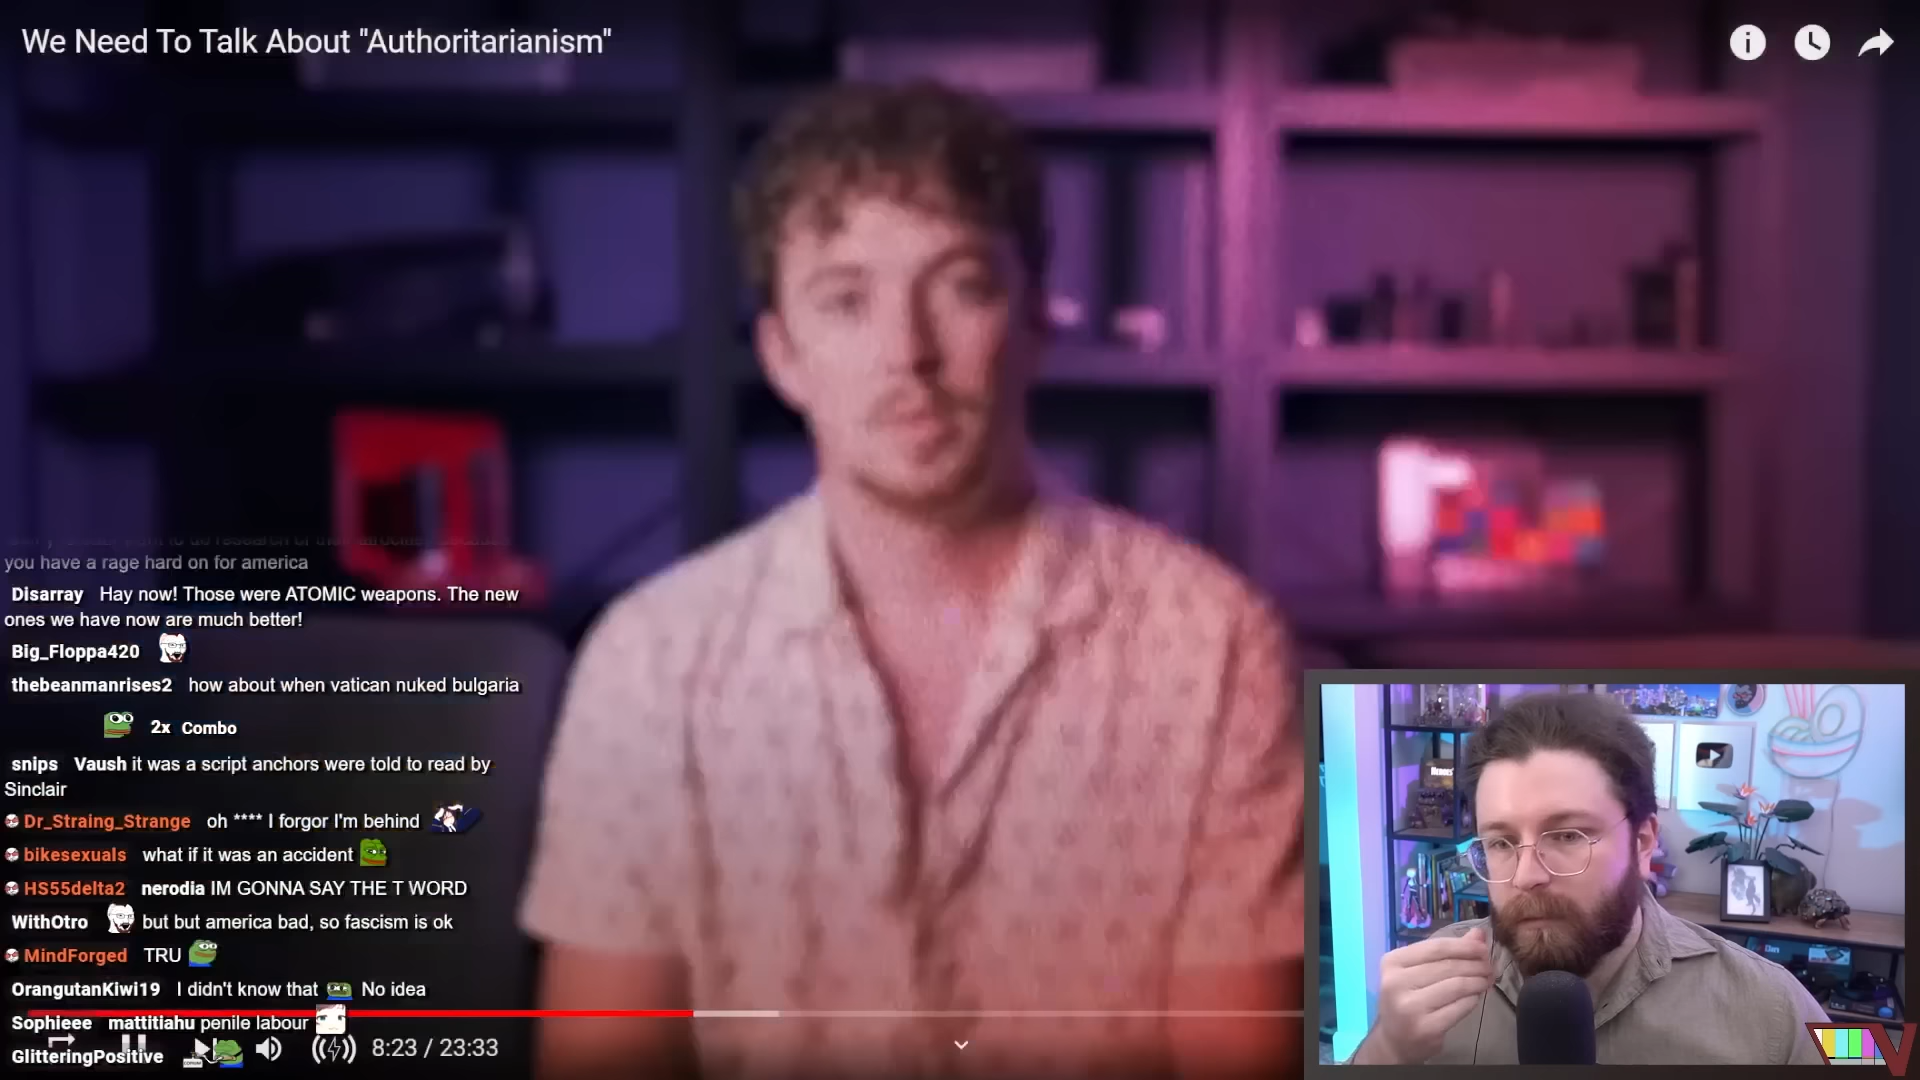 We Need To Talk About "Authoritarianism"
you have a rage hard on for america
Disarray Hay now! Those were ATOMIC weapons. The new
ones we have now are much better!
Big_Floppa420
thebeanmanrises2 how about when vatican nuked bulgaria
2x Combo
snips Vaush it was a script anchors were told to read by
Sinclair
Dr_Straing_Strange oh **** I forgor I'm behind
bikesexuals what if it was an accident
HS55delta2 nerodia IM GONNA SAY THE T WORD
WithOtro but but america bad, so fascism is ok
MindForged TRU
OrangutanKiwi19 I didn't know that No idea
Sophieee mattitiahu penile labour
GlitteringPositive
8:23 / 23:33